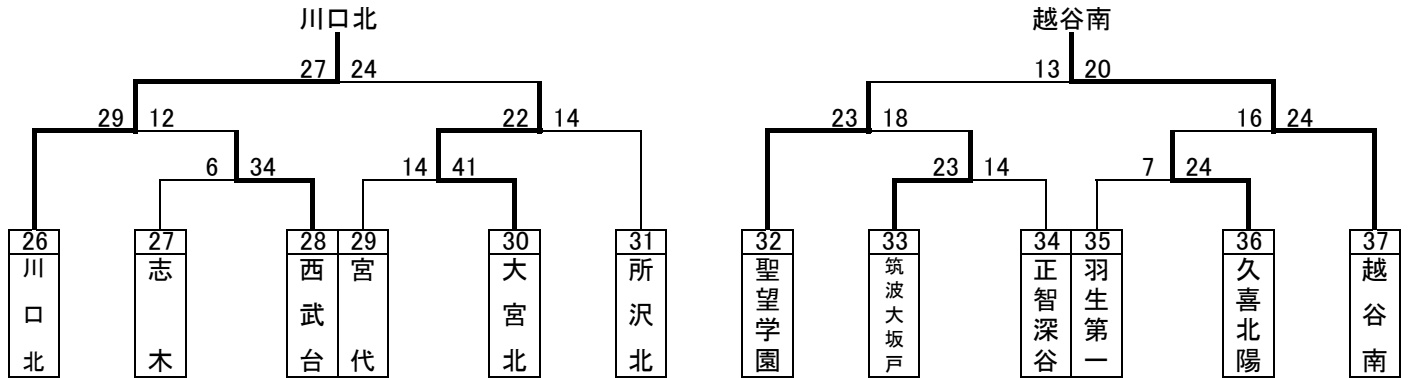 川口北 越谷南
27 24 13 20
29 12 22 14 23 18 16 24
6 34 14 41 23 14 7 24
26 27 28 29 30 31 32 33 34 35 36 37
川口北
志木
西武台
宮代
大宮北
所沢北
聖望学園
筑波大坂戸
正智深谷
羽生第一
久喜北陽
越谷南